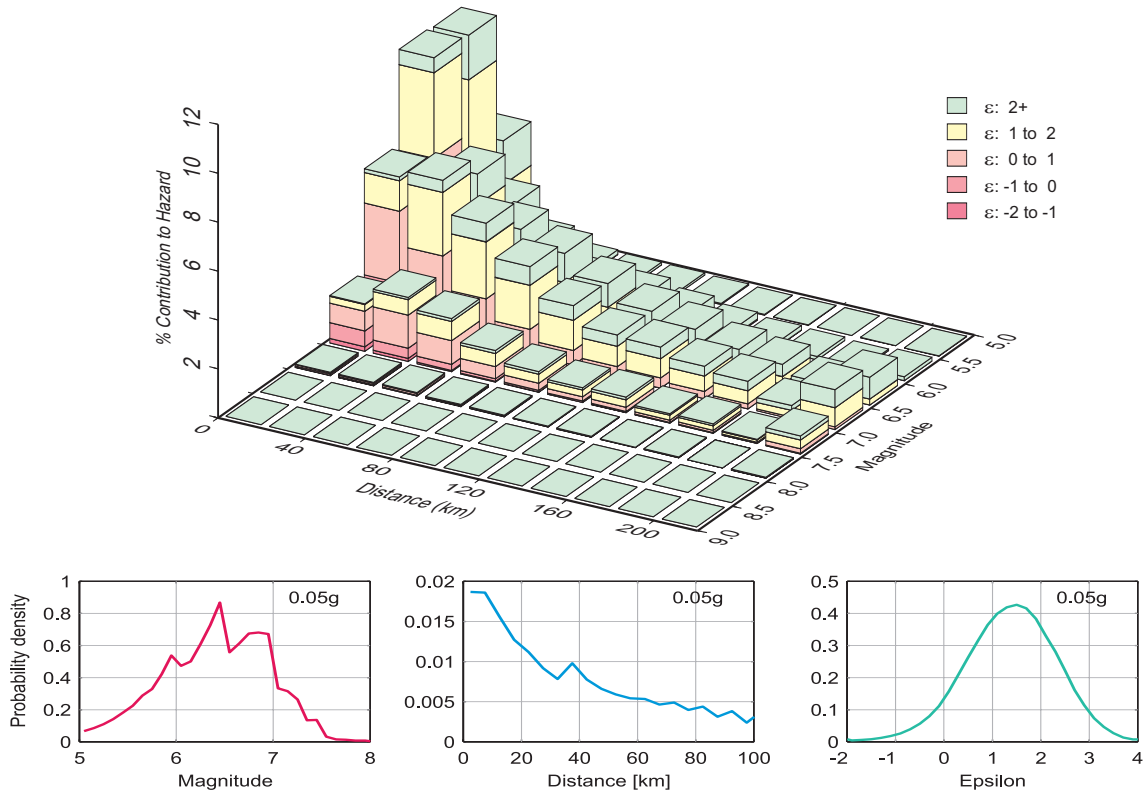 % Contribution to Hazard
12
10
8
6
4
2
0
40
80
120
160
200
Distance (km)
5.0
5.5
6.0
6.5
7.0
7.5
8.0
8.5
9.0
Magnitude
ε: 2+
ε: 1 to 2
ε: 0 to 1
ε: -1 to 0
ε: -2 to -1
Probability density
1
0.8
0.6
0.4
0.2
0
0.05g
5 6 7 8
Magnitude
0.02
0.015
0.01
0.005
0
0.05g
0 20 40 60 80 100
Distance [km]
0.5
0.4
0.3
0.2
0.1
0
0.05g
-2 -1 0 1 2 3 4
Epsilon